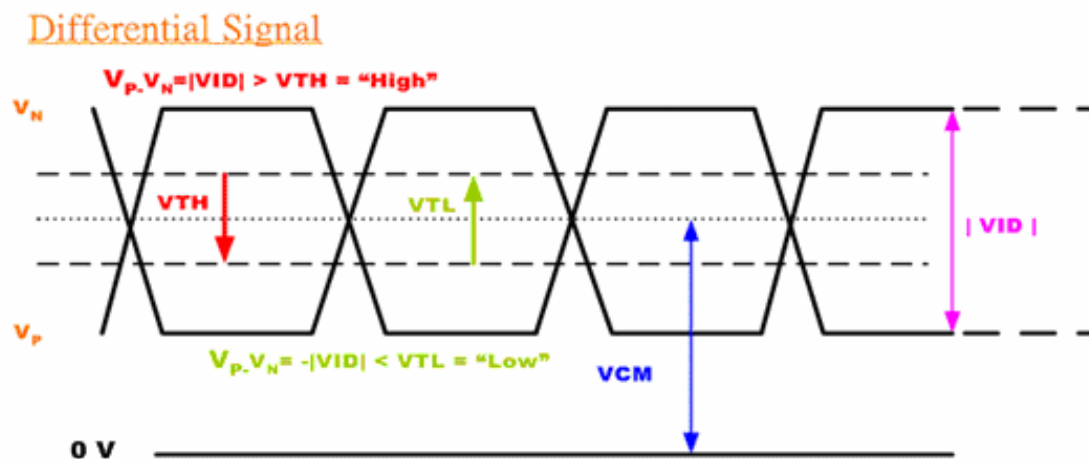 Differential Signal
VP-VN=|VID| > VTH = “High”
VN
VTH
VTL
| VID |
VP
VP-VN= -|VID| < VTL = “Low”
VCM
0 V